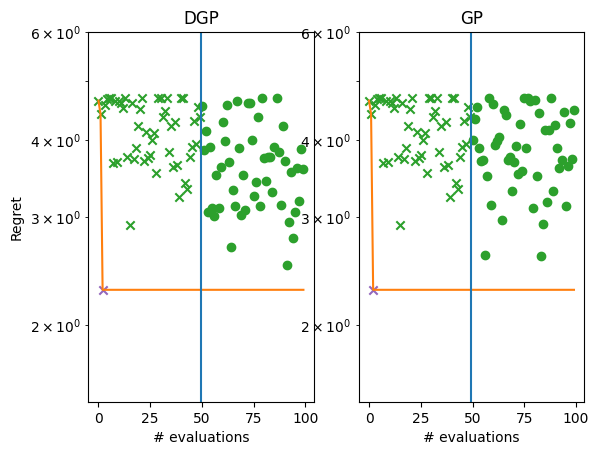 DGP
GP
6 × 10⁰
4 × 10⁰
3 × 10⁰
2 × 10⁰
Regret
0 25 50 75 100
# evaluations
6 × 10⁰
4 × 10⁰
3 × 10⁰
2 × 10⁰
0 25 50 75 100
# evaluations